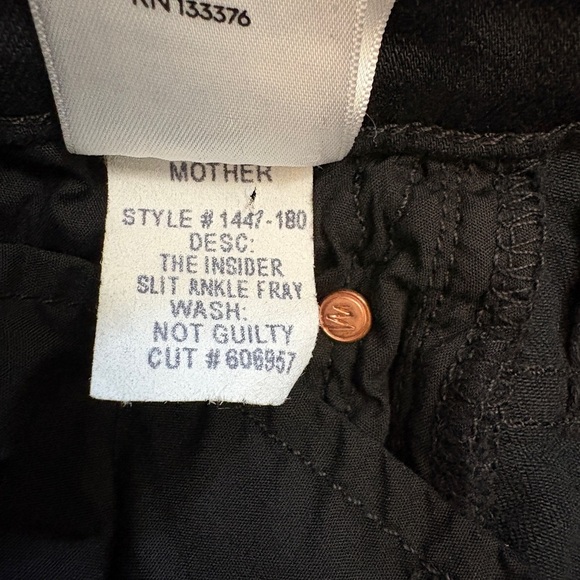 RN 133376
MOTHER
STYLE # 1447-180
DESC:
THE INSIDER
SLIT ANKLE FRAY
WASH:
NOT GUILTY
CUT # 606957
M